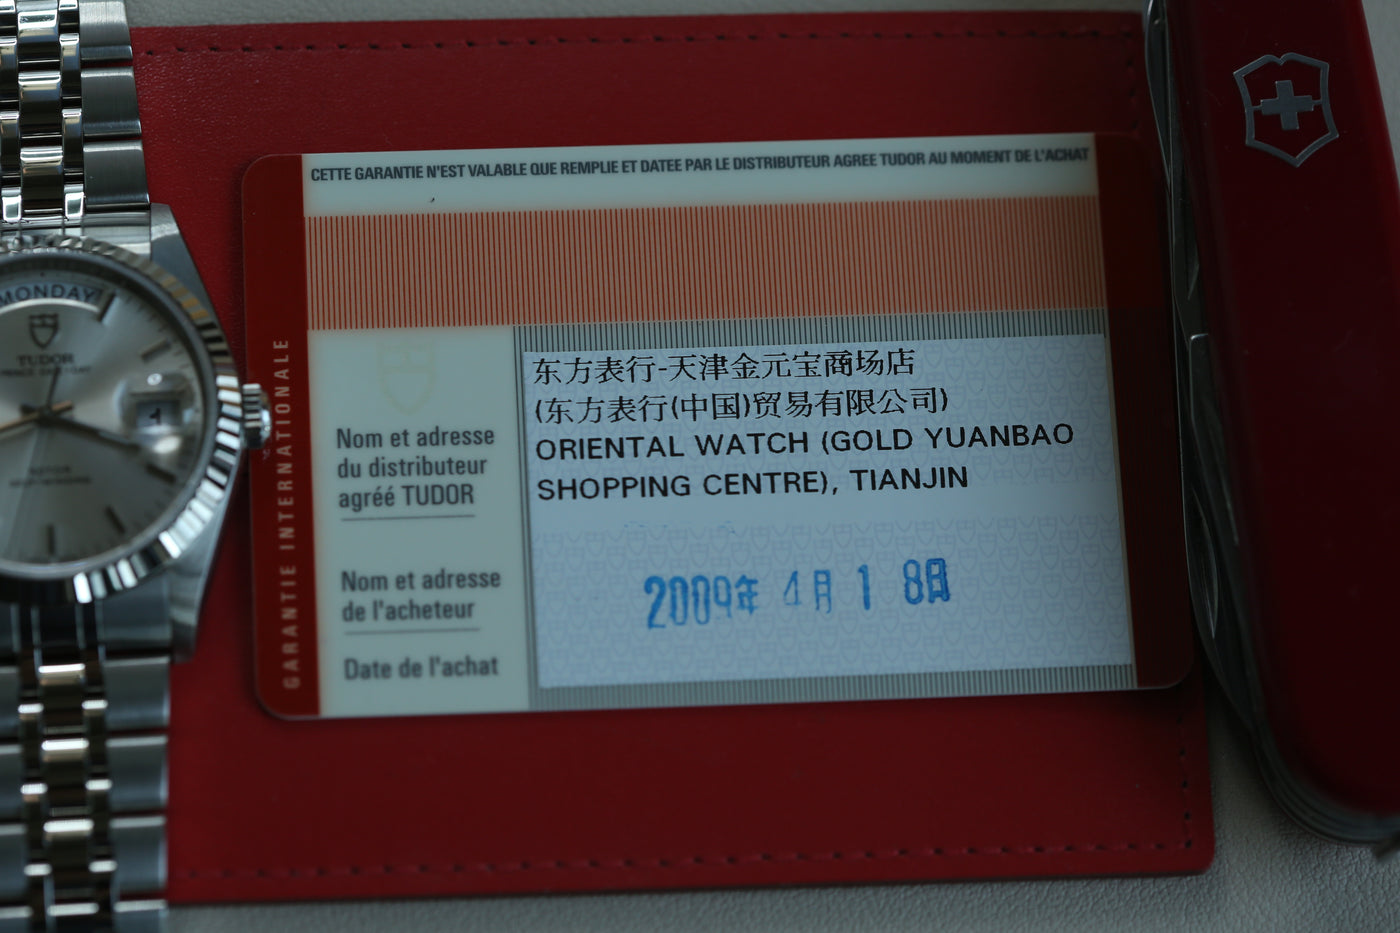 MONDAY
TUDOR
CETTE GARANTIE N'EST VALABLE QUE REMPLIE ET DATEE PAR LE DISTRIBUTEUR AGREE TUDOR AU MOMENT DE L'ACHAT
GARANTIE INTERNATIONALE
东方表行-天津金元宝商场店
(东方表行(中国)贸易有限公司)
ORIENTAL WATCH (GOLD YUANBAO
SHOPPING CENTRE), TIANJIN
Nom et adresse
du distributeur
agréé TUDOR
2009年 4月 1 8日
Nom et adresse
de l'acheteur
Date de l'achat